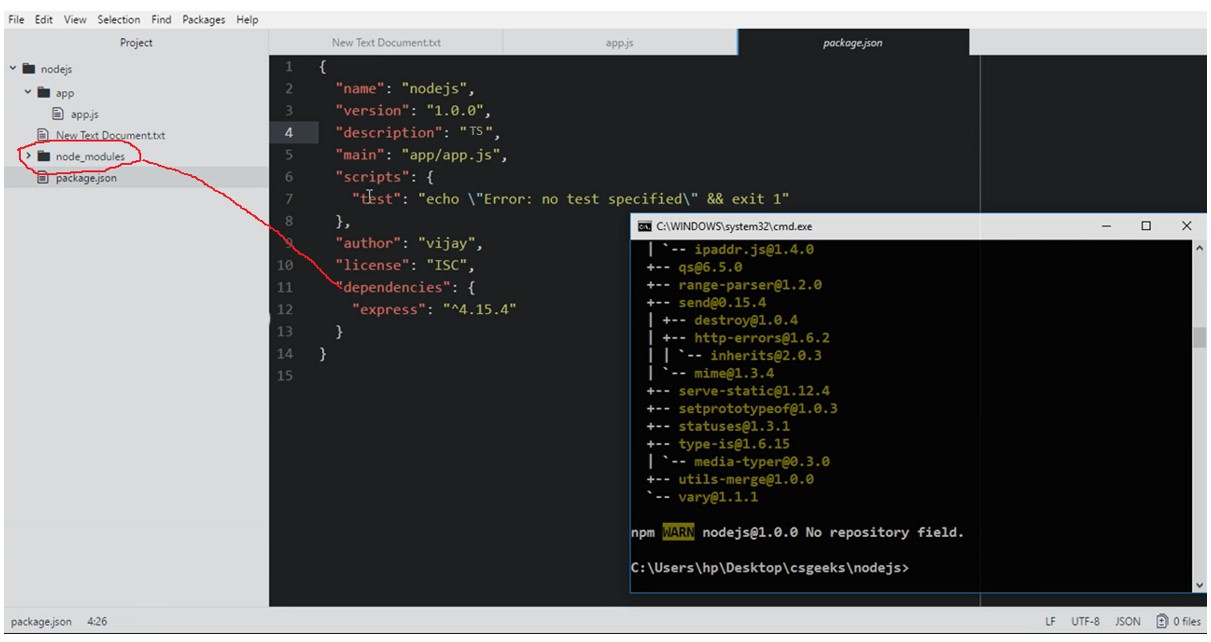 File Edit View Selection Find Packages Help
Project
nodejs
app
app.js
New Text Document.txt
node_modules
package.json
New Text Document.txt app.js package.json
1 {
2 "name": "nodejs",
3 "version": "1.0.0",
4 "description": "TS",
5 "main": "app/app.js",
6 "scripts": {
7 "test": "echo \"Error: no test specified\" && exit 1"
8 },
9 "author": "vijay",
10 "license": "ISC",
11 "dependencies": {
12 "express": "^4.15.4"
13 }
14 }
15
C:\WINDOWS\system32\cmd.exe
| `-- ipaddr.js@1.4.0
+-- qs@6.5.0
+-- range-parser@1.2.0
+-- send@0.15.4
| +-- destroy@1.0.4
| +-- http-errors@1.6.2
| | `-- inherits@2.0.3
| `-- mime@1.3.4
+-- serve-static@1.12.4
+-- setprototypeof@1.0.3
+-- statuses@1.3.1
+-- type-is@1.6.15
| `-- media-typer@0.3.0
+-- utils-merge@1.0.0
`-- vary@1.1.1
npm WARN nodejs@1.0.0 No repository field.
C:\Users\hp\Desktop\csgeeks\nodejs>
package.json 4:26 LF UTF-8 JSON 0 files